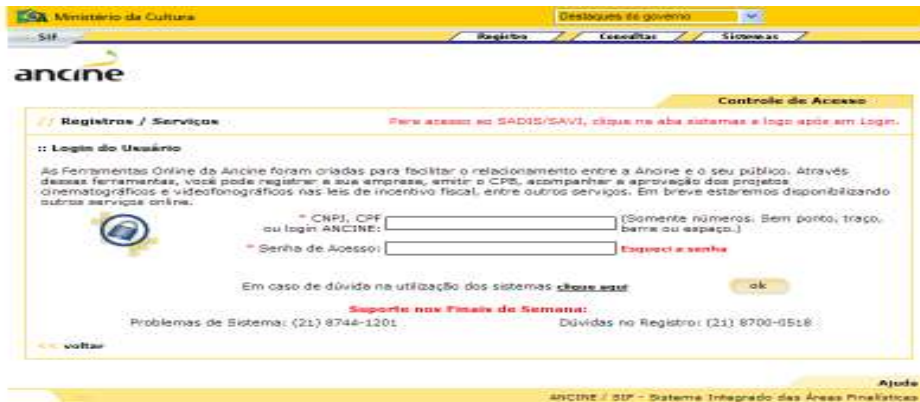 Ministério da Cultura
Destaques do governo
SIF
Registro
Consultas
Sistemas
ancine
Controle de Acesso
// Registros / Serviços
Para acesso ao SADIS/SAVI, clique na aba sistemas e logo após em Login.
:: Login do Usuário
As Ferramentas Online da Ancine foram criadas para facilitar o relacionamento entre a Ancine e o seu público. Através
dessas ferramentas, você pode registrar a sua empresa, emitir o CPB, acompanhar a aprovação dos projetos
cinematográficos e videofonográficos nas leis de incentivo fiscal, entre outros serviços. Em breve estaremos disponibilizando
outros serviços online.
* CNPJ, CPF
ou login ANCINE:
(Somente números. Sem ponto, traço,
barra ou espaço.)
* Senha de Acesso:
Esqueci a senha
Em caso de dúvida na utilização dos sistemas clique aqui
ok
Suporte nos Finais de Semana:
Problemas de Sistema: (21) 8744-1201
Dúvidas no Registro: (21) 8700-0518
<< voltar
Ajuda
ANCINE / SIF - Sistema Integrado das Áreas Finalísticas